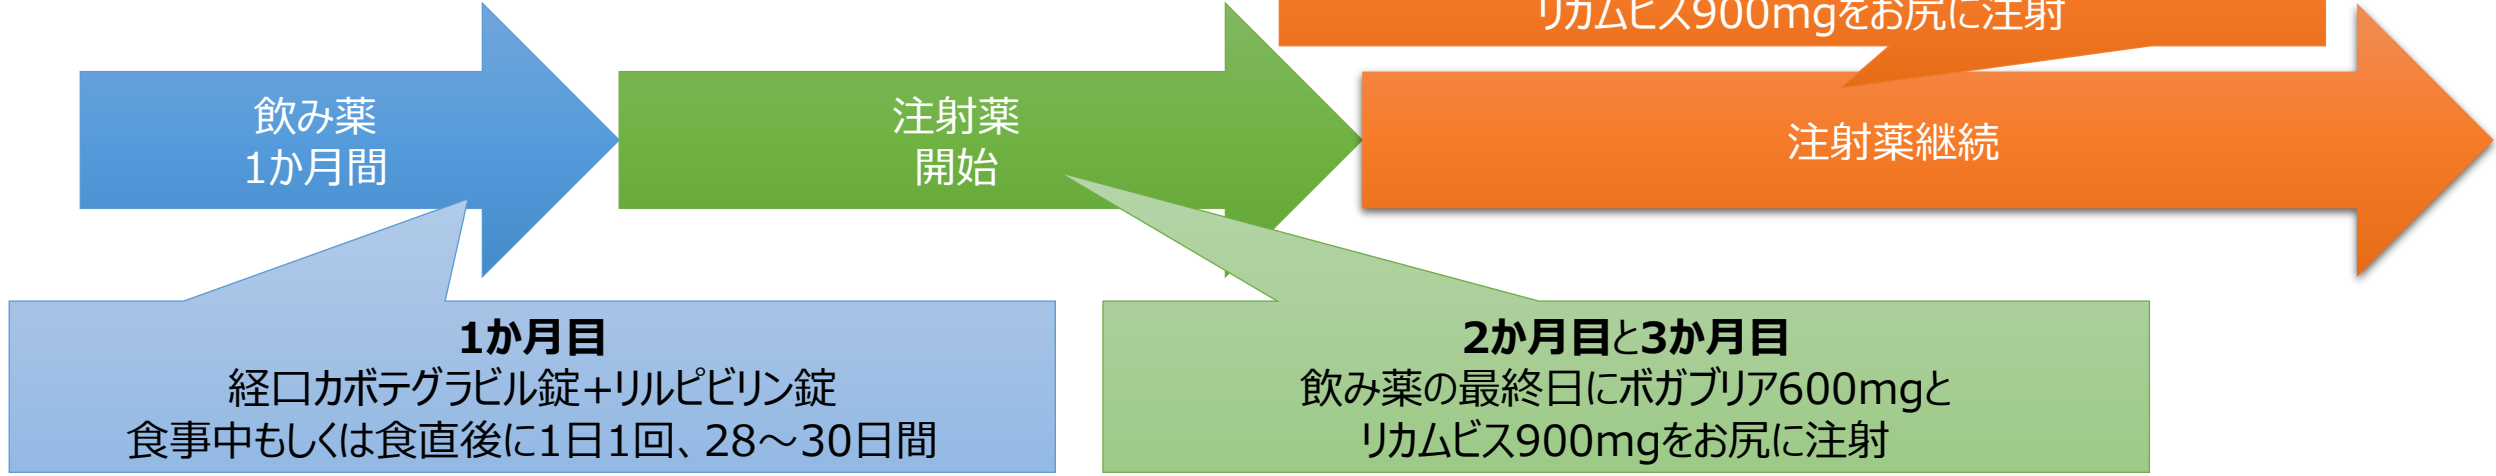 リカムビス900mgをお尻に注射
飲み薬
1か月間
注射薬
開始
注射薬継続
1か月目
経口カボテグラビル錠+リルピビリン錠
食事中もしくは食直後に1日1回、28〜30日間
2か月目と3か月目
飲み薬の最終日にボカブリア600mgと
リカムビス900mgをお尻に注射